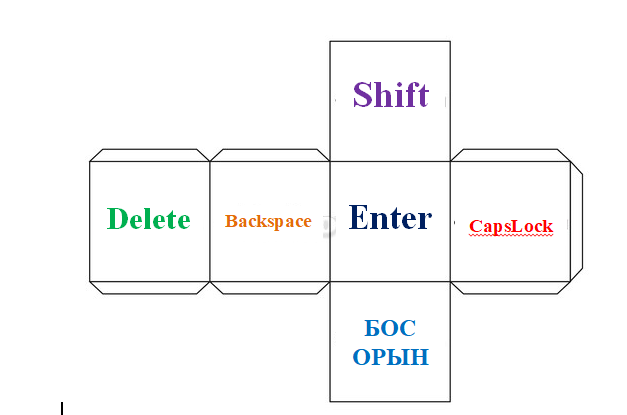 Shift
Delete
Backspace
Enter
CapsLock
БОС
ОРЫН